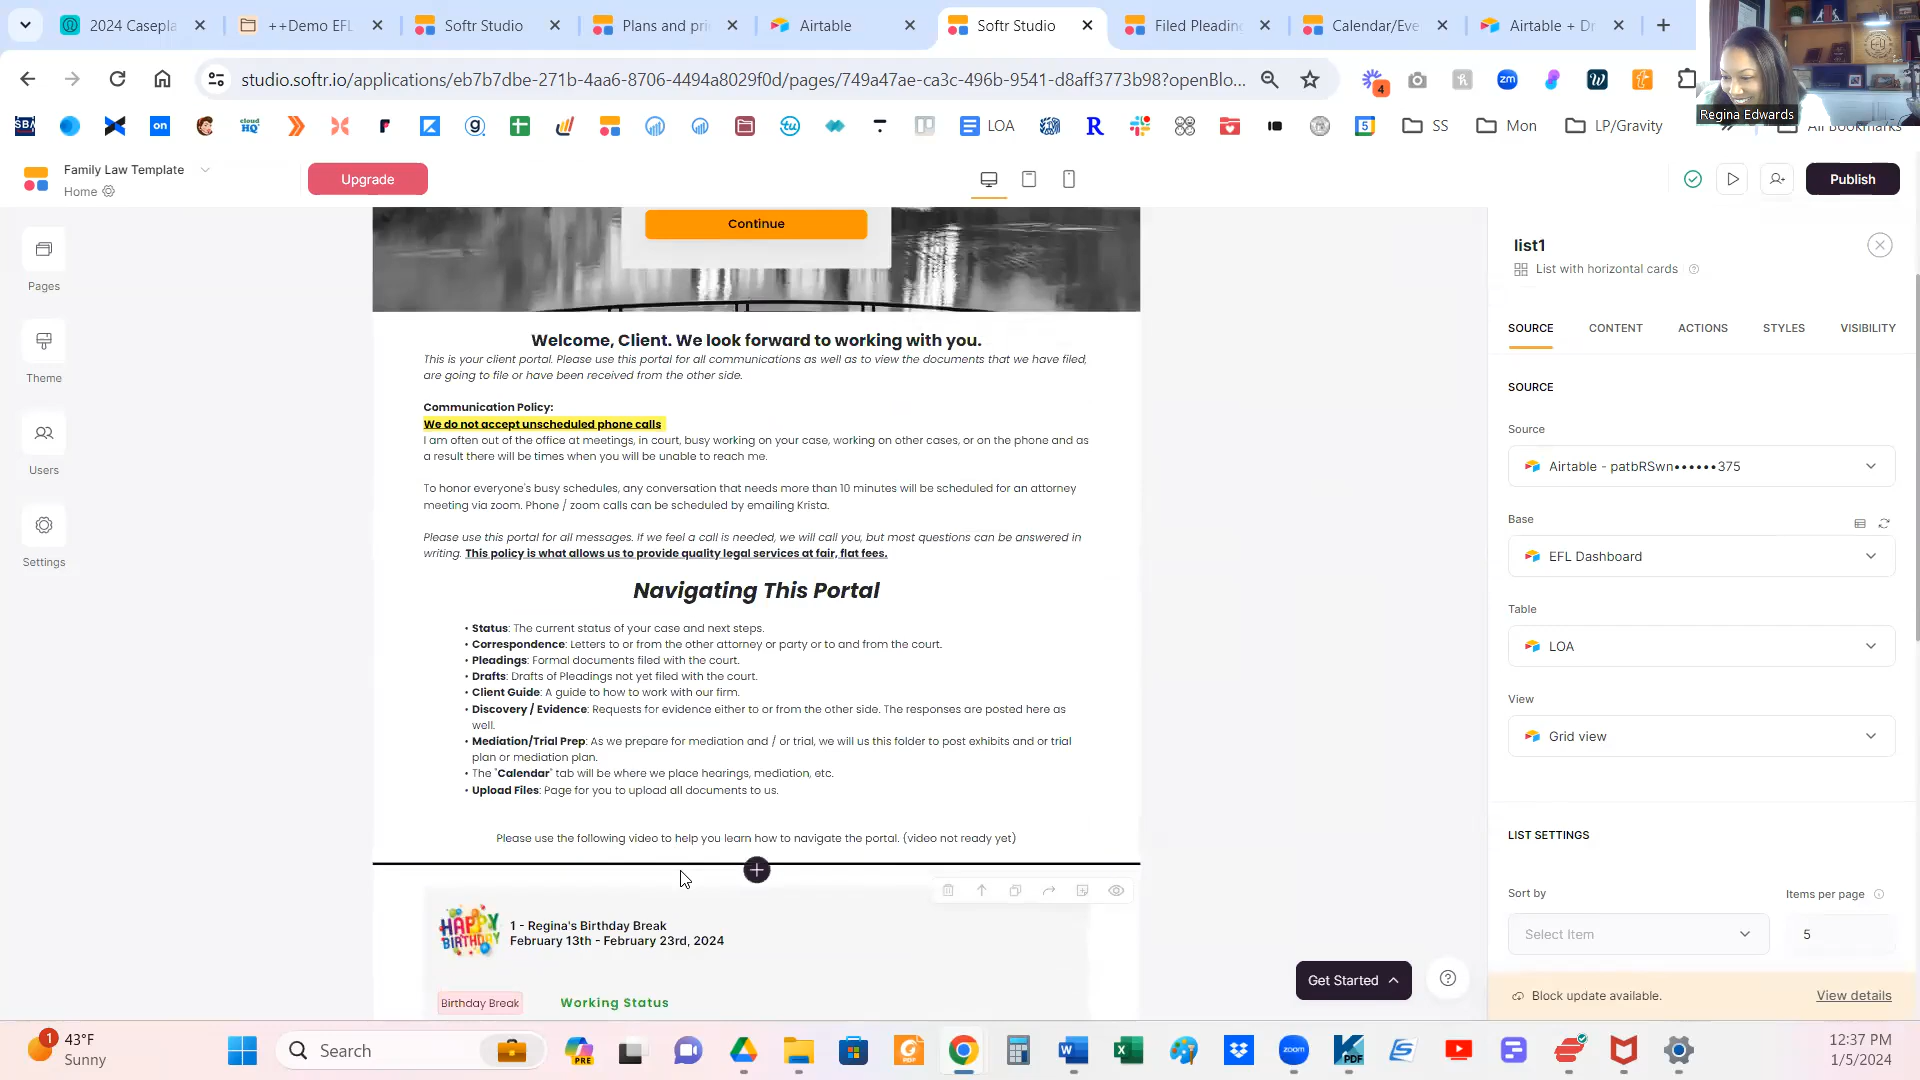 2024 Casepla
++Demo EFL
Softr Studio
Plans and pri
Airtable
Softr Studio
Filed Pleading
Calendar/Eve
Airtable + Dr
studio.softr.io/applications/eb7b7dbe-271b-4aa6-8706-4494a8029f0d/pages/749a47ae-ca3c-496b-9541-d8aff3773b98?openBlo...
4
zm
Regina Edwards
SBA
on
cloud HQ
LOA
5
SS
Mon
LP/Gravity
All Bookmarks
Family Law Template
Home
Upgrade
Publish
Pages
Theme
Users
Settings
Continue
Welcome, Client. We look forward to working with you.
This is your client portal. Please use this portal for all communications as well as to view the documents that we have filed,
are going to file or have been received from the other side.
Communication Policy:
We do not accept unscheduled phone calls
I am often out of the office at meetings, in court, busy working on your case, working on other cases, or on the phone and as
a result there will be times when you will be unable to reach me.
To honor everyone's busy schedules, any conversation that needs more than 10 minutes will be scheduled for an attorney
meeting via zoom. Phone / zoom calls can be scheduled by emailing Krista.
Please use this portal for all messages. If we feel a call is needed, we will call you, but most questions can be answered in
writing. This policy is what allows us to provide quality legal services at fair, flat fees.
Navigating This Portal
• Status: The current status of your case and next steps.
• Correspondence: Letters to or from the other attorney or party or to and from the court.
• Pleadings: Formal documents filed with the court.
• Drafts: Drafts of Pleadings not yet filed with the court.
• Client Guide: A guide to how to work with our firm.
• Discovery / Evidence: Requests for evidence either to or from the other side. The responses are posted here as
well.
• Mediation/Trial Prep: As we prepare for mediation and / or trial, we will us this folder to post exhibits and or trial
plan or mediation plan.
• The "Calendar" tab will be where we place hearings, mediation, etc.
• Upload Files: Page for you to upload all documents to us.
Please use the following video to help you learn how to navigate the portal. (video not ready yet)
HAPPY
BIRTHDAY
1 - Regina's Birthday Break
February 13th - February 23rd, 2024
Birthday Break
Working Status
Get Started
list1
List with horizontal cards
SOURCE
CONTENT
ACTIONS
STYLES
VISIBILITY
SOURCE
Source
Airtable - patbRSwn••••••375
Base
EFL Dashboard
Table
LOA
View
Grid view
LIST SETTINGS
Sort by
Items per page
Select Item
5
Block update available.
View details
1
43°F
Sunny
Search
PRE
zoom
PDF
12:37 PM
1/5/2024